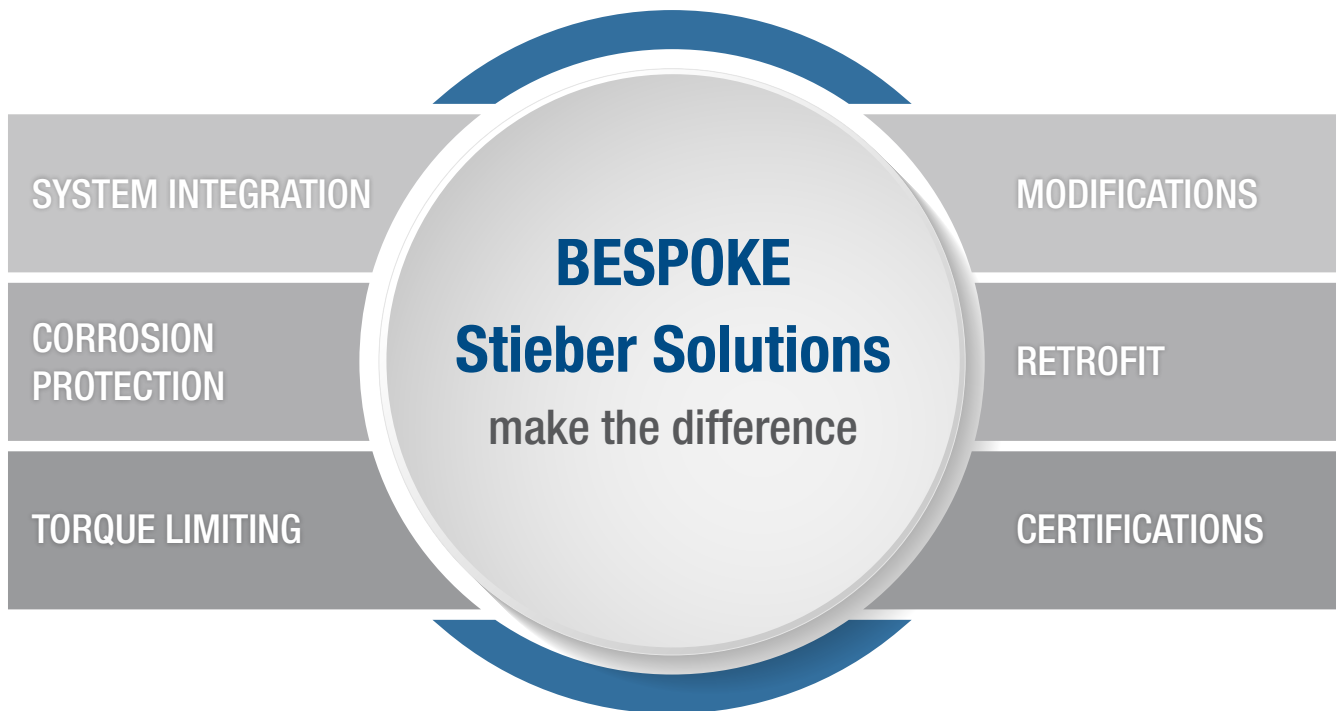 SYSTEM INTEGRATION
CORROSION
PROTECTION
TORQUE LIMITING
BESPOKE
Stieber Solutions
make the difference
MODIFICATIONS
RETROFIT
CERTIFICATIONS